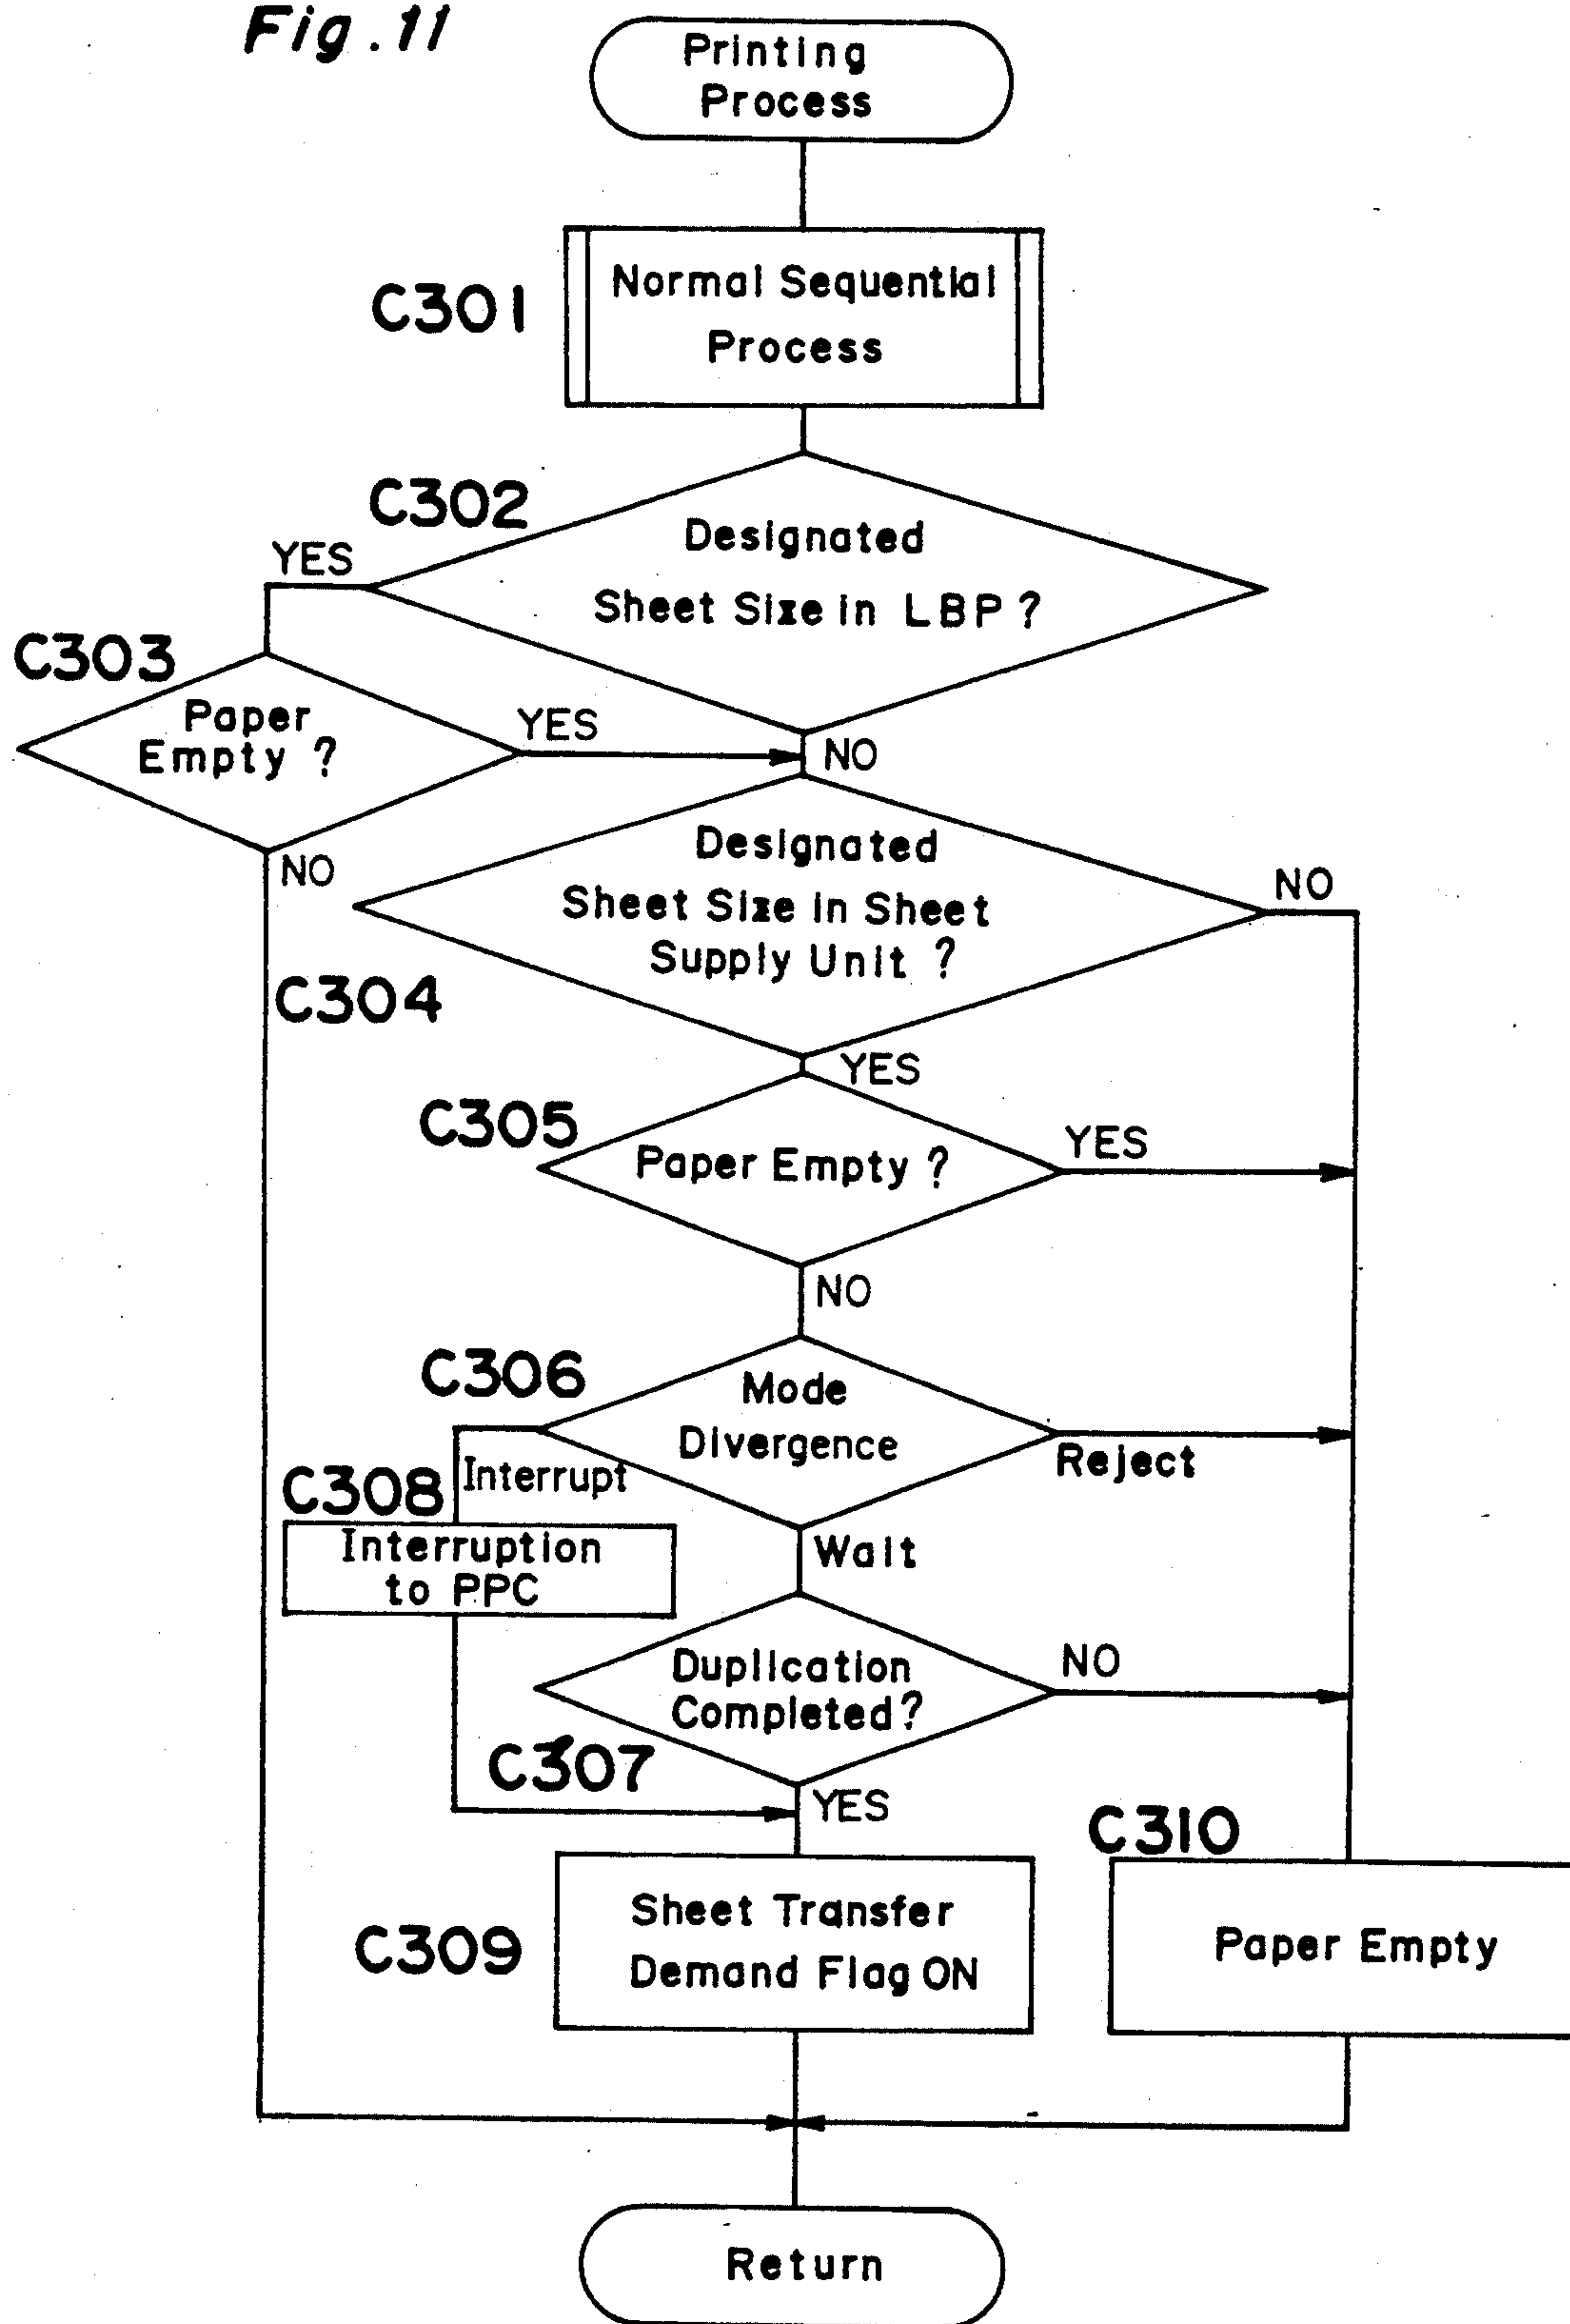 Fig. 11
Printing
Process
C301
Normal Sequential
Process
C302
Designated
Sheet Size in LBP ?
YES
C303
Paper
Empty ?
YES
NO
NO
Designated
Sheet Size in Sheet
Supply Unit ?
NO
C304
YES
C305
Paper Empty ?
YES
NO
C306
Mode
Divergence
Interrupt
Reject
C308
Interruption
to PPC
Wait
Duplication
Completed ?
NO
C307
YES
C310
Sheet Transfer
Demand Flag ON
C309
Paper Empty
Return